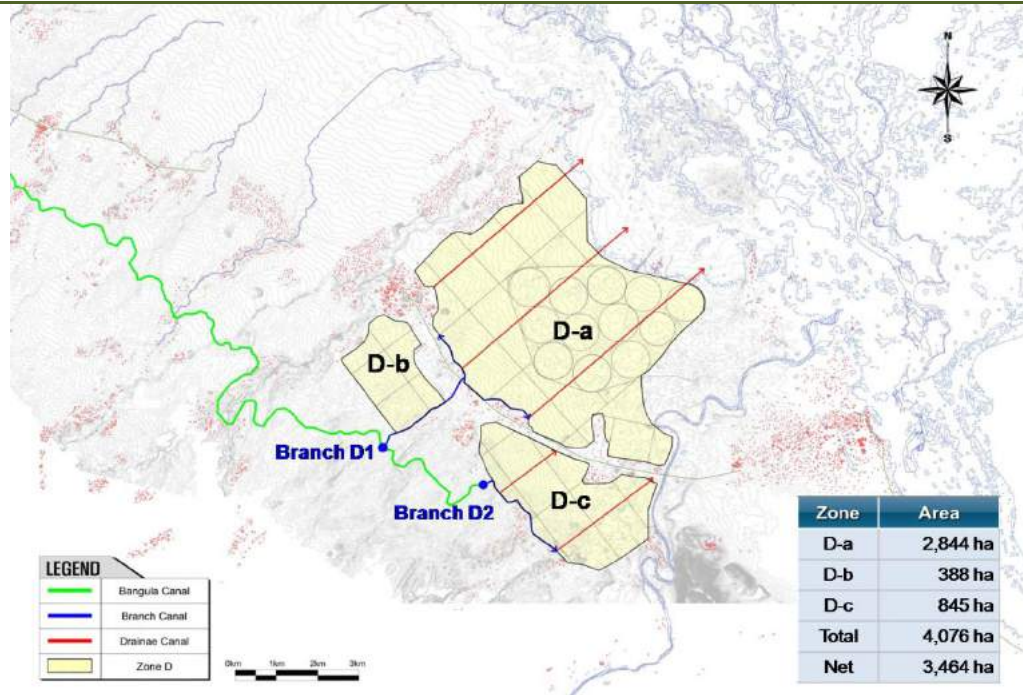 N
S
D-a
D-b
Branch D1
D-c
Branch D2
Zone Area
D-a 2,844 ha
D-b 388 ha
D-c 845 ha
Total 4,076 ha
Net 3,464 ha
LEGEND
Bangula Canal
Branch Canal
Drainae Canal
Zone D
0km 1km 2km 3km